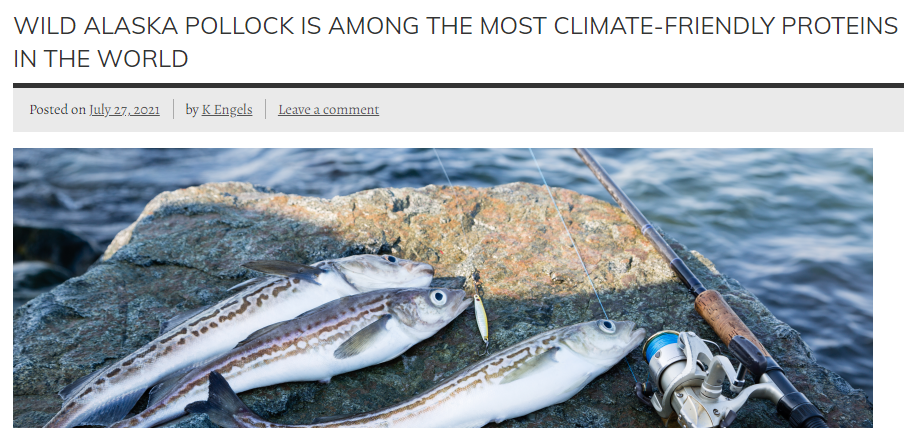 WILD ALASKA POLLOCK IS AMONG THE MOST CLIMATE-FRIENDLY PROTEINS
IN THE WORLD
Posted on July 27, 2021 by K Engels Leave a comment